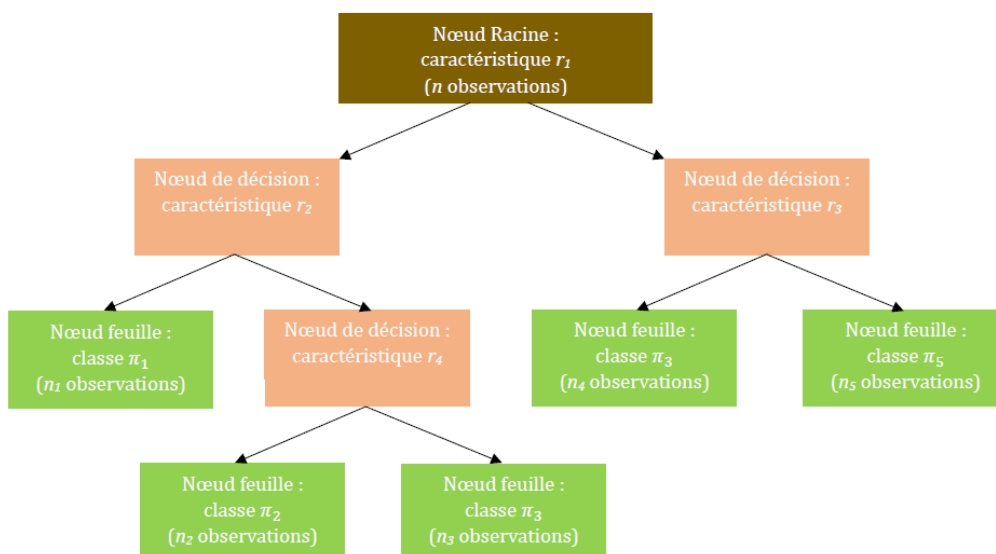 Nœud Racine :
caractéristique r₁
(n observations)
Nœud de décision :
caractéristique r₂
Nœud de décision :
caractéristique r₃
Nœud feuille :
classe π₁
(n₁ observations)
Nœud de décision :
caractéristique r₄
Nœud feuille :
classe π₃
(n₄ observations)
Nœud feuille :
classe π₅
(n₅ observations)
Nœud feuille :
classe π₂
(n₂ observations)
Nœud feuille :
classe π₃
(n₃ observations)